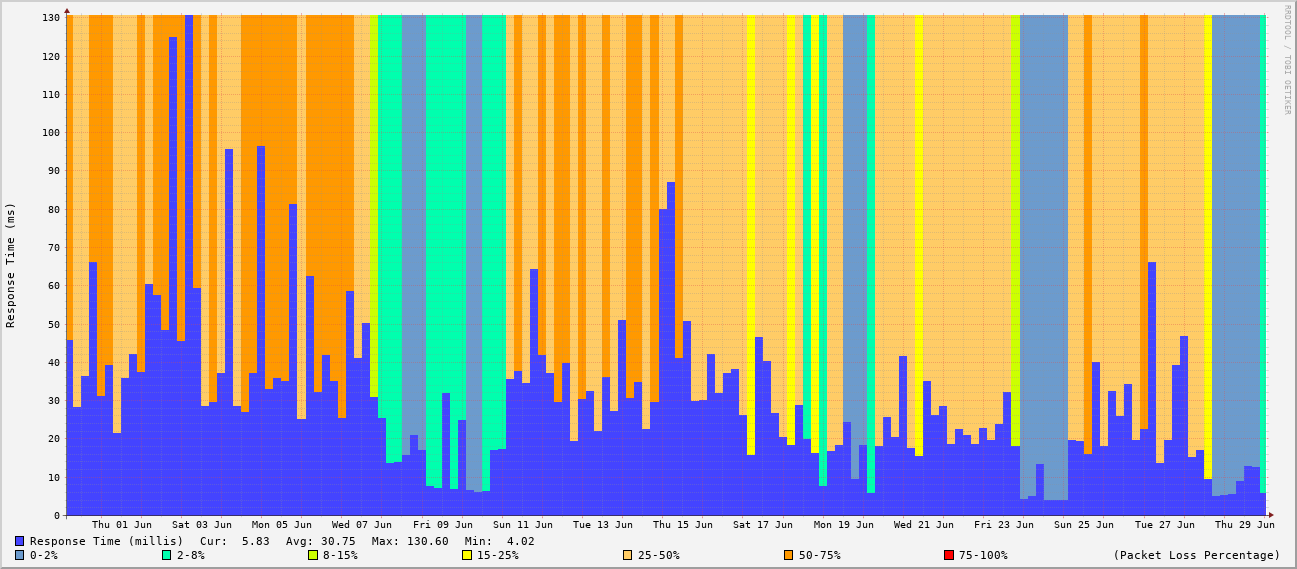 RRDTOOL / TOBI OETIKER
Response Time (ms)
130
120
110
100
90
80
70
60
50
40
30
20
10
0
Thu 01 Jun Sat 03 Jun Mon 05 Jun Wed 07 Jun Fri 09 Jun Sun 11 Jun Tue 13 Jun Thu 15 Jun Sat 17 Jun Mon 19 Jun Wed 21 Jun Fri 23 Jun Sun 25 Jun Tue 27 Jun Thu 29 Jun
Response Time (millis) Cur: 5.83 Avg: 30.75 Max: 130.60 Min: 4.02
0-2% 2-8% 8-15% 15-25% 25-50% 50-75% 75-100% (Packet Loss Percentage)